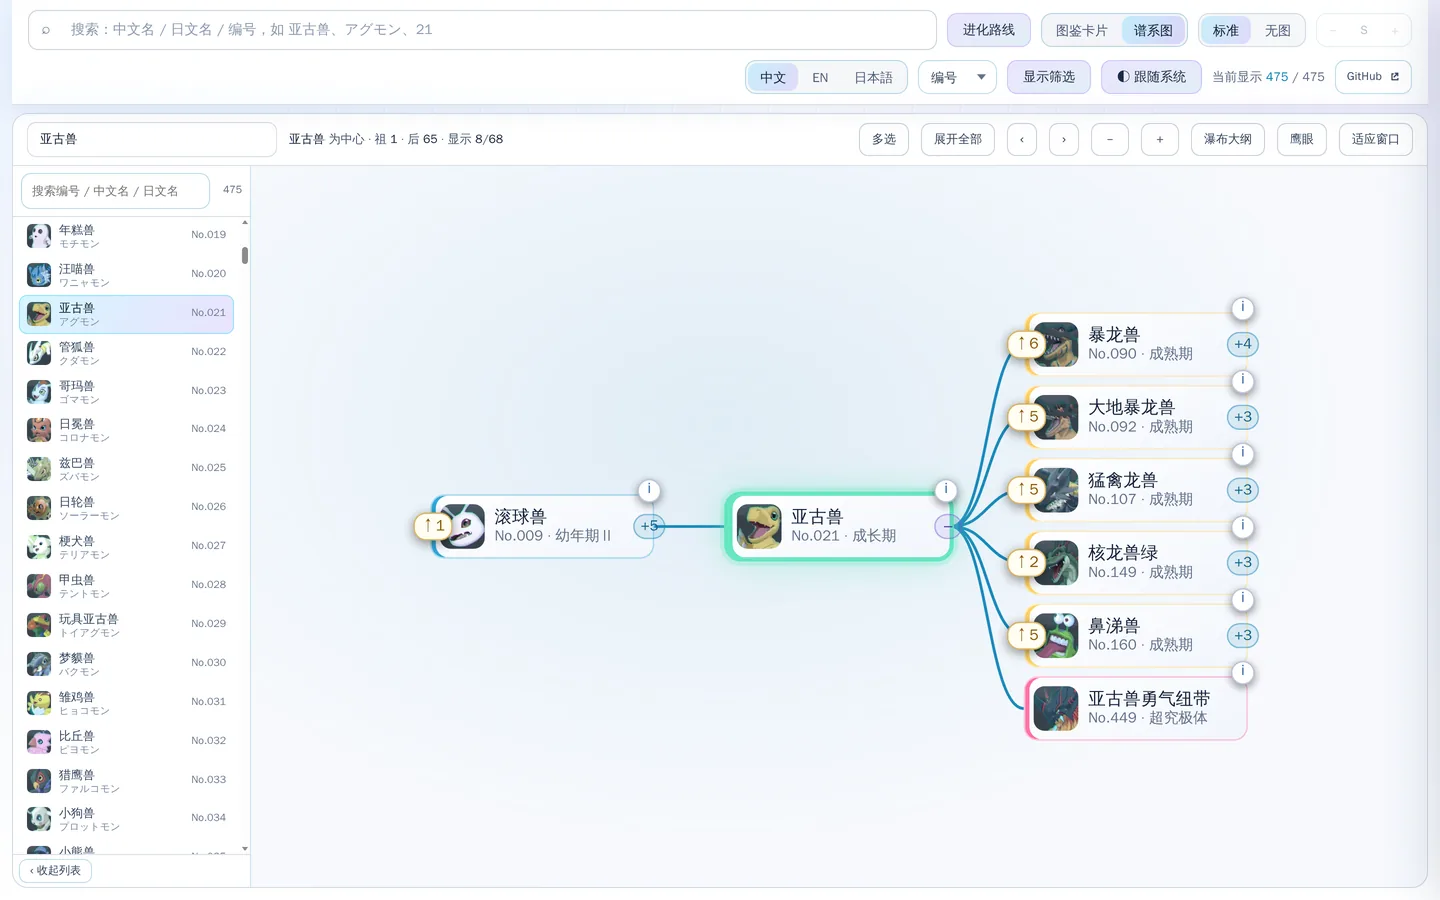 搜索：中文名 / 日文名 / 编号，如 亚古兽、アグモン、21
进化路线
图鉴卡片 谱系图
标准 无图
− S +
中文 EN 日本語
编号
显示筛选
跟随系统
当前显示 475 / 475
GitHub
亚古兽
亚古兽 为中心 · 祖 1 · 后 65 · 显示 8/68
多选
展开全部
‹
›
−
+
瀑布大纲
鹰眼
适应窗口
搜索编号 / 中文名 / 日文名
475
年糕兽 No.019
モチモン
汪喵兽 No.020
ワニャモン
亚古兽 No.021
アグモン
管狐兽 No.022
クダモン
哥玛兽 No.023
ゴマモン
日冕兽 No.024
コロナモン
兹巴兽 No.025
ズバモン
日轮兽 No.026
ソーラーモン
梗犬兽 No.027
テリアモン
甲虫兽 No.028
テントモン
玩具亚古兽 No.029
トイアグモン
梦貘兽 No.030
バクモン
雏鸡兽 No.031
ヒョコモン
比丘兽 No.032
ピヨモン
猎鹰兽 No.033
ファルコモン
小狗兽 No.034
プロットモン
小熊兽
‹ 收起列表
↑1
滚球兽
No.009 · 幼年期 II
i
+5
亚古兽
No.021 · 成长期
i
−
↑6
暴龙兽
No.090 · 成熟期
i
+4
↑5
大地暴龙兽
No.092 · 成熟期
i
+3
↑5
猛禽龙兽
No.107 · 成熟期
i
+3
↑2
核龙兽绿
No.149 · 成熟期
i
+3
↑5
鼻涕兽
No.160 · 成熟期
i
+3
亚古兽勇气纽带
No.449 · 超究极体
i